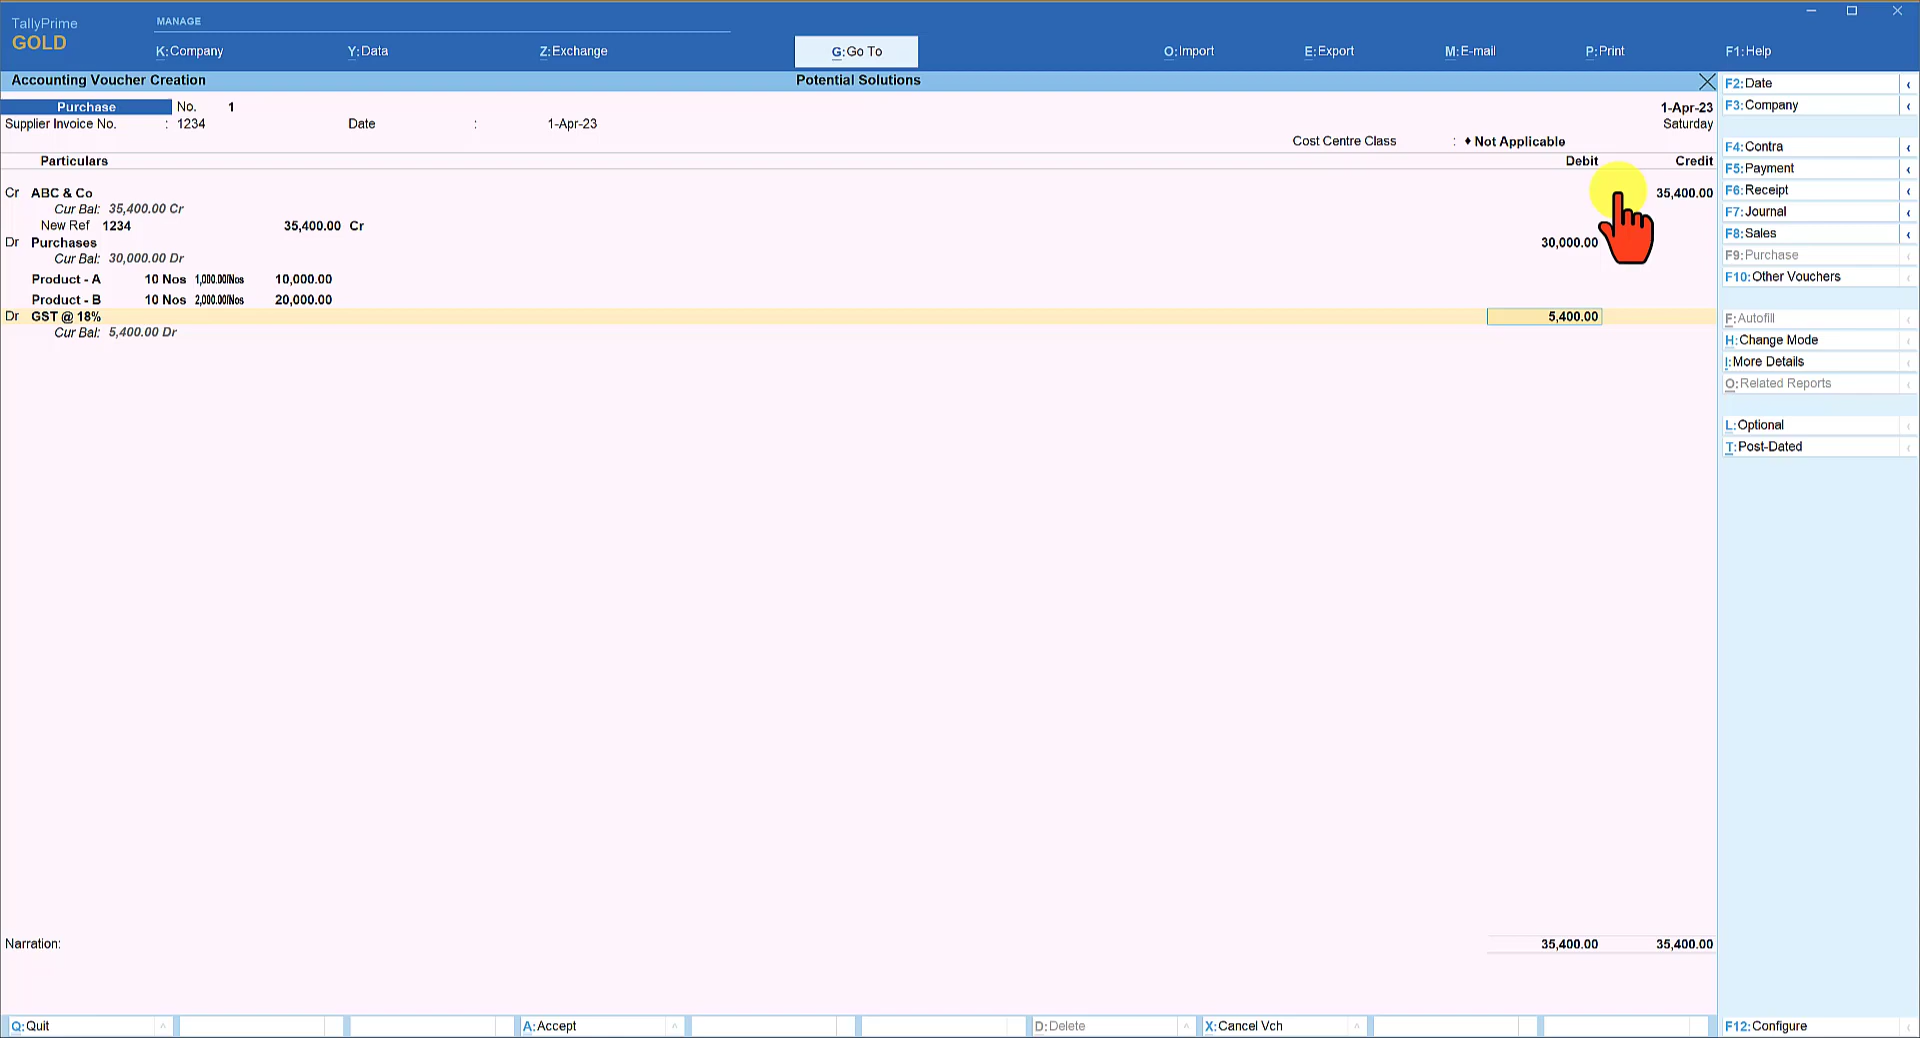 TallyPrime
GOLD
MANAGE
K:Company Y:Data Z:Exchange G:Go To O:Import E:Export M:E-mail P:Print F1:Help
Accounting Voucher Creation Potential Solutions
Purchase No. 1 1-Apr-23
Supplier Invoice No. : 1234 Date : 1-Apr-23 Saturday
Cost Centre Class : ♦ Not Applicable
Particulars Debit Credit
Cr ABC & Co 35,400.00
Cur Bal: 35,400.00 Cr
New Ref 1234 35,400.00 Cr
Dr Purchases 30,000.00
Cur Bal: 30,000.00 Dr
Product - A 10 Nos 1,000.00/Nos 10,000.00
Product - B 10 Nos 2,000.00/Nos 20,000.00
Dr GST @ 18% 5,400.00
Cur Bal: 5,400.00 Dr
Narration: 35,400.00 35,400.00
F2:Date
F3:Company
F4:Contra
F5:Payment
F6:Receipt
F7:Journal
F8:Sales
F9:Purchase
F10:Other Vouchers
F:Autofill
H:Change Mode
I:More Details
O:Related Reports
L:Optional
T:Post-Dated
Q:Quit A:Accept D:Delete X:Cancel Vch F12:Configure